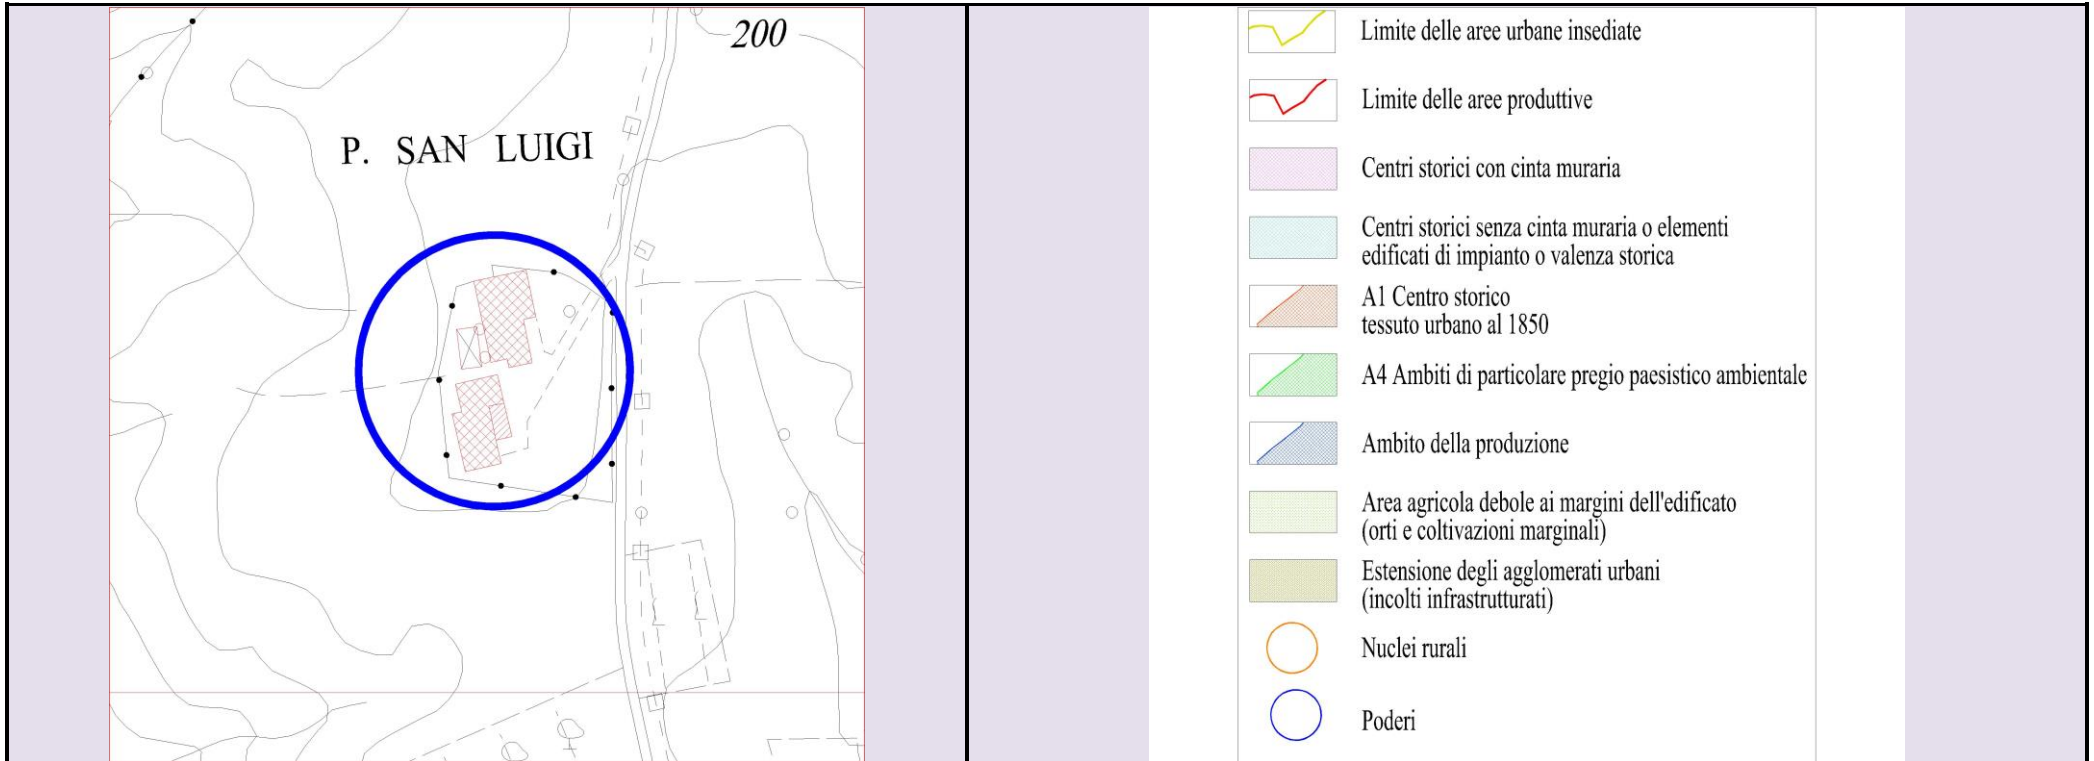 200
P. SAN LUIGI
Limite delle aree urbane insediate
Limite delle aree produttive
Centri storici con cinta muraria
Centri storici senza cinta muraria o elementi
edificati di impianto o valenza storica
A1 Centro storico
tessuto urbano al 1850
A4 Ambiti di particolare pregio paesistico ambientale
Ambito della produzione
Area agricola debole ai margini dell'edificato
(orti e coltivazioni marginali)
Estensione degli agglomerati urbani
(incolti infrastrutturati)
Nuclei rurali
Poderi